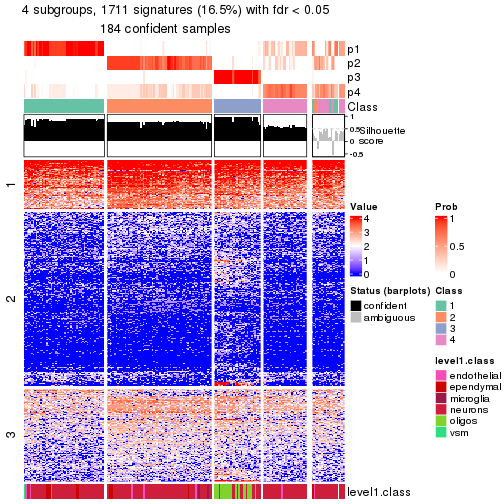 4 subgroups, 1711 signatures (16.5%) with fdr < 0.05
184 confident samples
p1
p2
p3
p4
Class
1
0.5
0
-0.5
Silhouette
score
1
2
3
level1.class
Value
4
3
2
1
0
Prob
1
0.5
0
Status (barplots)
confident
ambiguous
Class
1
2
3
4
level1.class
endothelial
ependymal
microglia
neurons
oligos
vsm